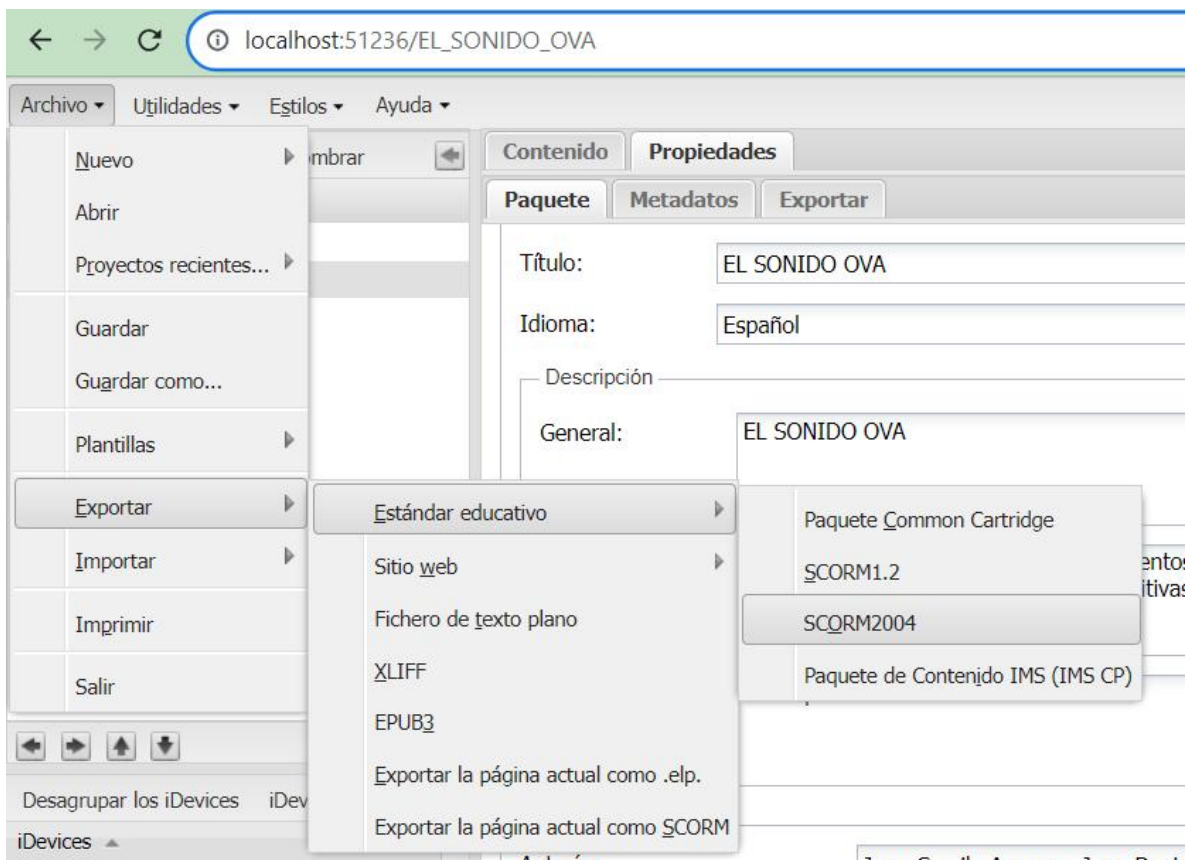 localhost:51236/EL_SONIDO_OVA
Archivo Utilidades Estilos Ayuda
Nuevo
Abrir
Proyectos recientes...
Guardar
Guardar como...
Plantillas
Exportar
Importar
Imprimir
Salir
Desagrupar los iDevices
iDevices
Estándar educativo
Sitio web
Fichero de texto plano
XLIFF
EPUB3
Exportar la página actual como .elp.
Exportar la página actual como SCORM
Paquete Common Cartridge
SCORM1.2
SCORM2004
Paquete de Contenido IMS (IMS CP)
Contenido Propiedades
Paquete Metadatos Exportar
Título: EL SONIDO OVA
Idioma: Español
Descripción
General: EL SONIDO OVA